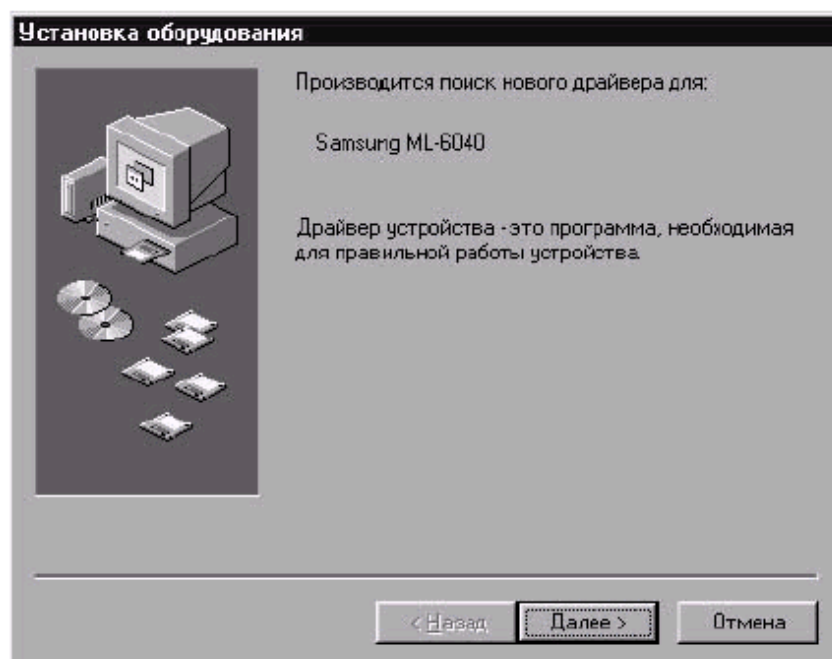 Установка оборудования
Производится поиск нового драйвера для:
Samsung ML-6040
Драйвер устройства - это программа, необходимая
для правильной работы устройства.
< Назад
Далее >
Отмена